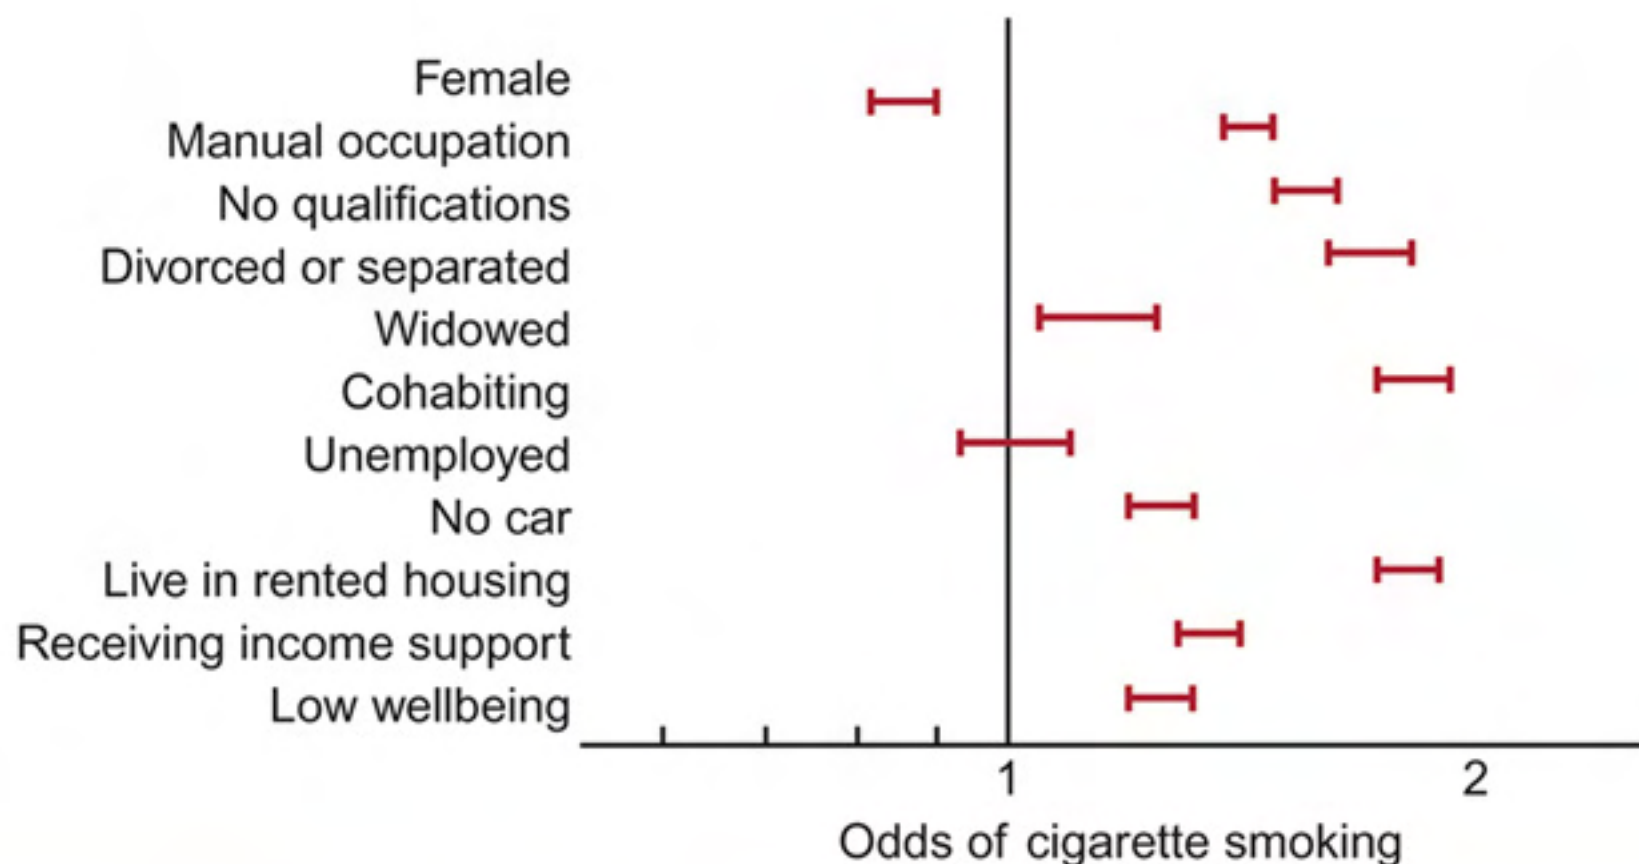 Female
Manual occupation
No qualifications
Divorced or separated
Widowed
Cohabiting
Unemployed
No car
Live in rented housing
Receiving income support
Low wellbeing
1 2
Odds of cigarette smoking